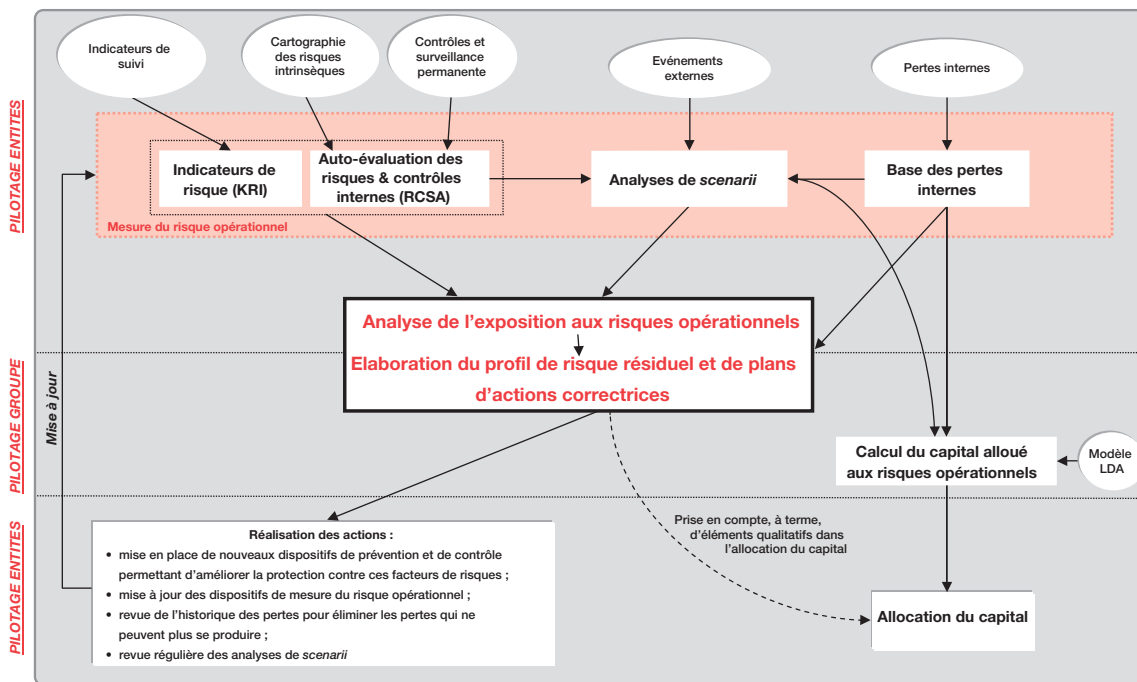 Indicateurs de
suivi
Cartographie
des risques
intrinsèques
Contrôles et
surveillance
permanente
Evénements
externes
Pertes internes
PILOTAGE ENTITES
Indicateurs de
risque (KRI)
Auto-évaluation des
risques & contrôles
internes (RCSA)
Analyses de scenarii
Base des pertes
internes
Mesure du risque opérationnel
Analyse de l'exposition aux risques opérationnels
Elaboration du profil de risque résiduel et de plans
d'actions correctrices
PILOTAGE GROUPE
Mise à jour
Calcul du capital alloué
aux risques opérationnels
Modèle
LDA
PILOTAGE ENTITES
Réalisation des actions :
• mise en place de nouveaux dispositifs de prévention et de contrôle
permettant d'améliorer la protection contre ces facteurs de risques ;
• mise à jour des dispositifs de mesure du risque opérationnel ;
• revue de l'historique des pertes pour éliminer les pertes qui ne
peuvent plus se produire ;
• revue régulière des analyses de scenarii
Prise en compte, à terme,
d'éléments qualitatifs dans
l'allocation du capital
Allocation du capital